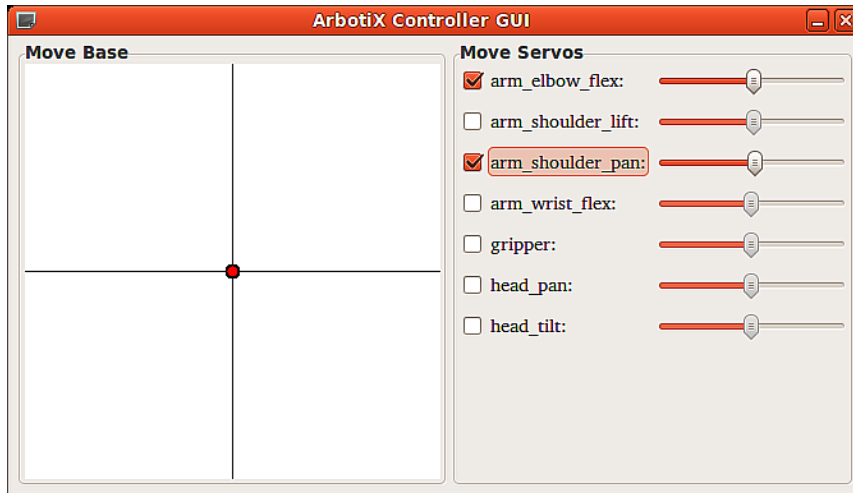 ArbotiX Controller GUI
Move Base
Move Servos
arm_elbow_flex:
arm_shoulder_lift:
arm_shoulder_pan:
arm_wrist_flex:
gripper:
head_pan:
head_tilt: